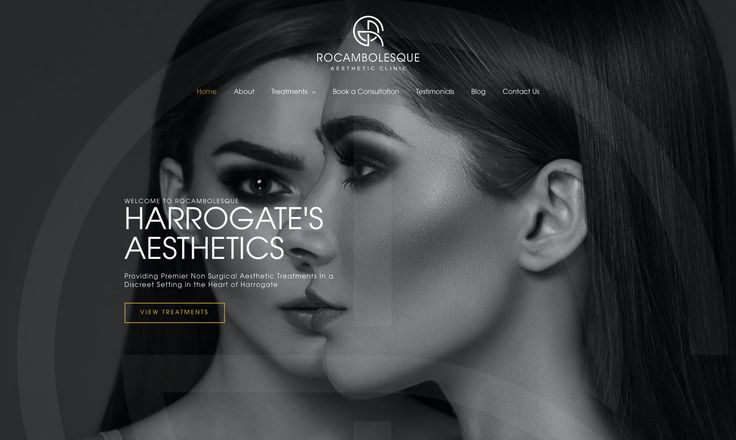 ROCAMBOLESQUE
AESTHETIC CLINIC
Home About Treatments Book a Consultation Testimonials Blog Contact Us
WELCOME TO ROCAMBOLESQUE
HARROGATE'S
AESTHETICS
Providing Premier Non Surgical Aesthetic Treatments In a
Discreet Setting in the Heart of Harrogate
VIEW TREATMENTS